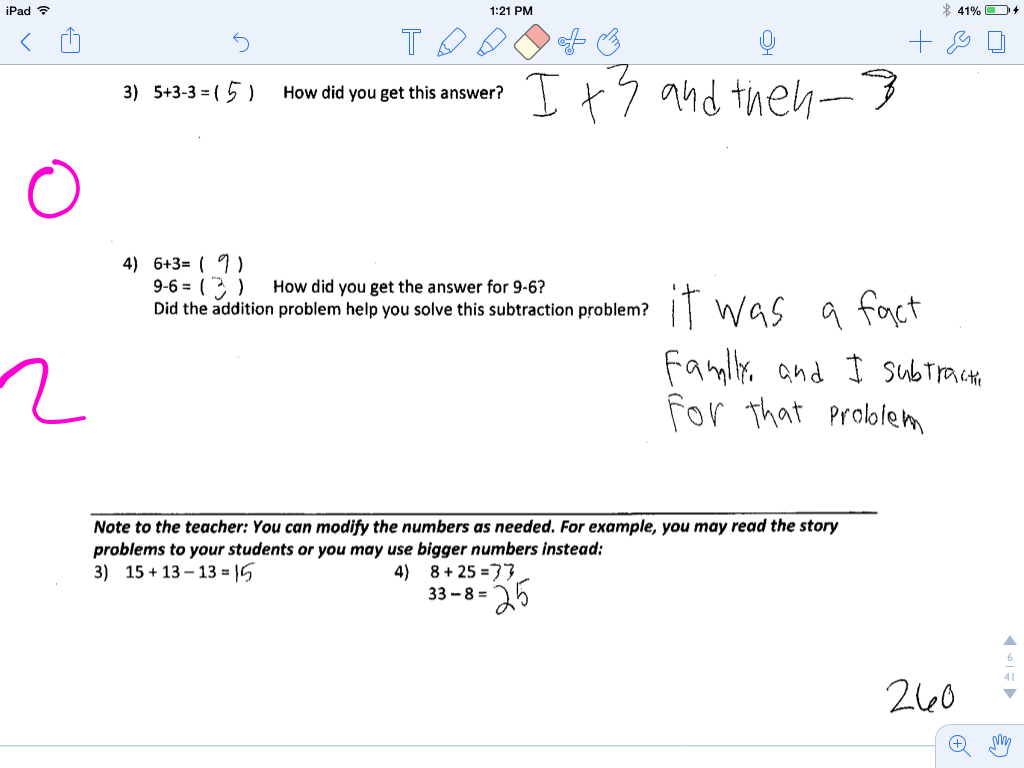 iPad 1:21 PM 41%
T
3) 5+3-3 = ( 5 ) How did you get this answer? I + 3 and then - 3
0
4) 6+3= ( 9 )
9-6 = ( 3 ) How did you get the answer for 9-6?
Did the addition problem help you solve this subtraction problem? it was a fact
Family. and I subtract
2
For that problem
Note to the teacher: You can modify the numbers as needed. For example, you may read the story
problems to your students or you may use bigger numbers instead:
3) 15 + 13 – 13 = 15 4) 8 + 25 = 33
33 – 8 = 25
6
41
260